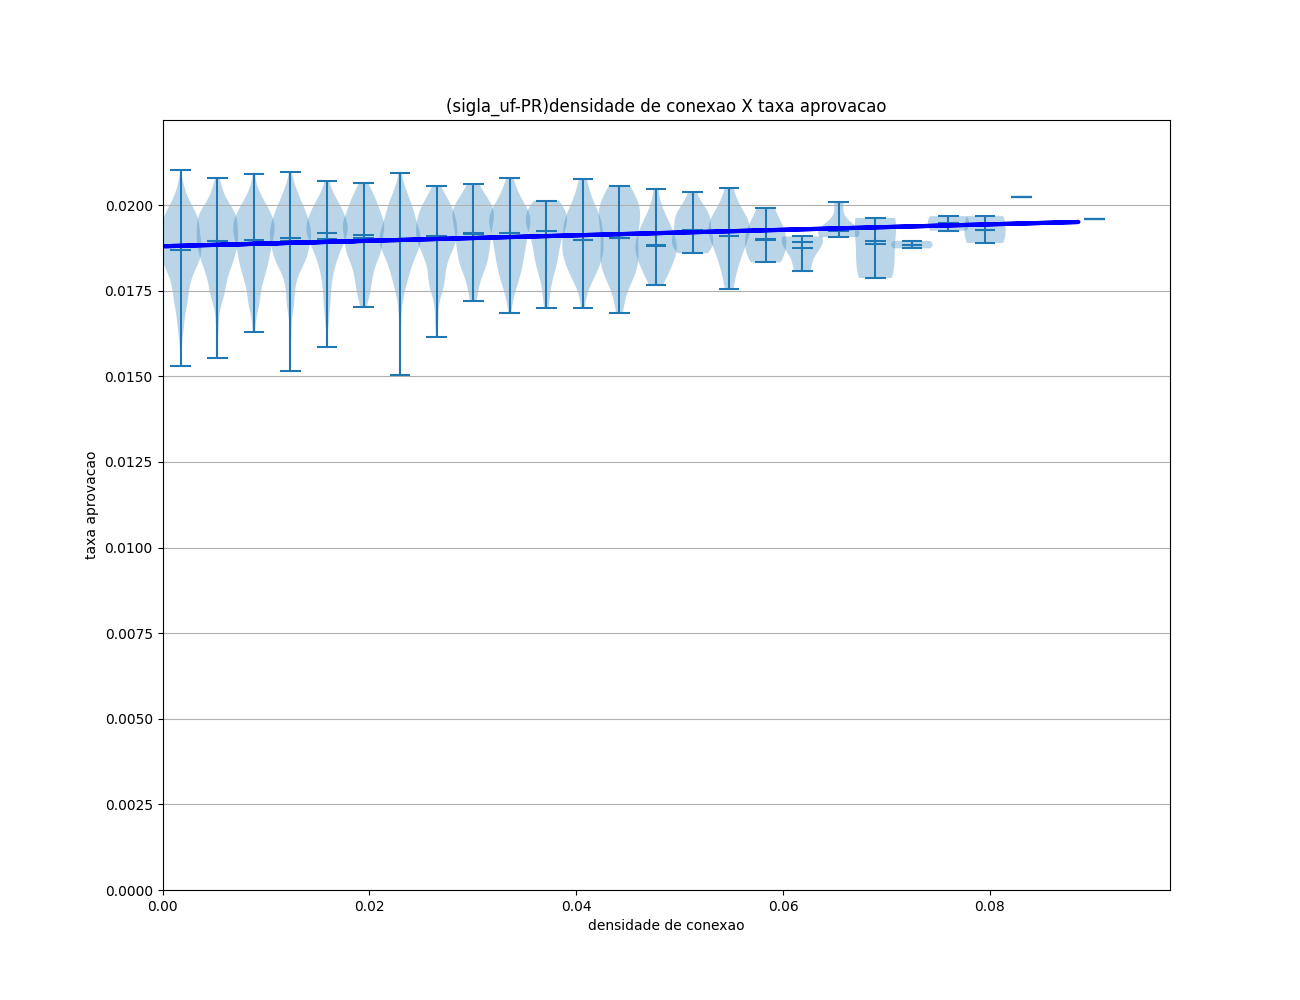 (sigla_uf-PR)densidade de conexao X taxa aprovacao
0.0200
0.0175
0.0150
0.0125
0.0100
0.0075
0.0050
0.0025
0.0000
taxa aprovacao
0.00 0.02 0.04 0.06 0.08
densidade de conexao